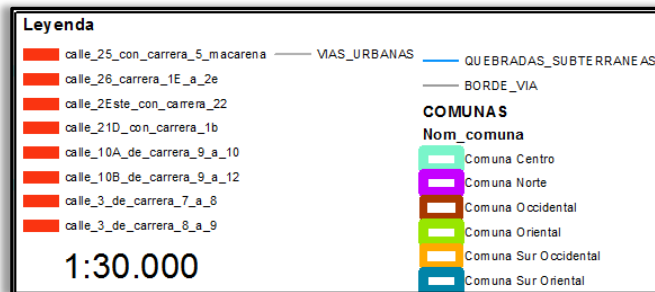 Leyenda
calle_25_con_carrera_5_macarena
calle_26_carrera_1E_a_2e
calle_2Este_con_carrera_22
calle_21D_con_carrera_1b
calle_10A_de_carrera_9_a_10
calle_10B_de_carrera_9_a_12
calle_3_de_carrera_7_a_8
calle_3_de_carrera_8_a_9
1:30.000
VIAS_URBANAS
QUEBRADAS_SUBTERRANEAS
BORDE_VIA
COMUNAS
Nom_comuna
Comuna Centro
Comuna Norte
Comuna Occidental
Comuna Oriental
Comuna Sur Occidental
Comuna Sur Oriental